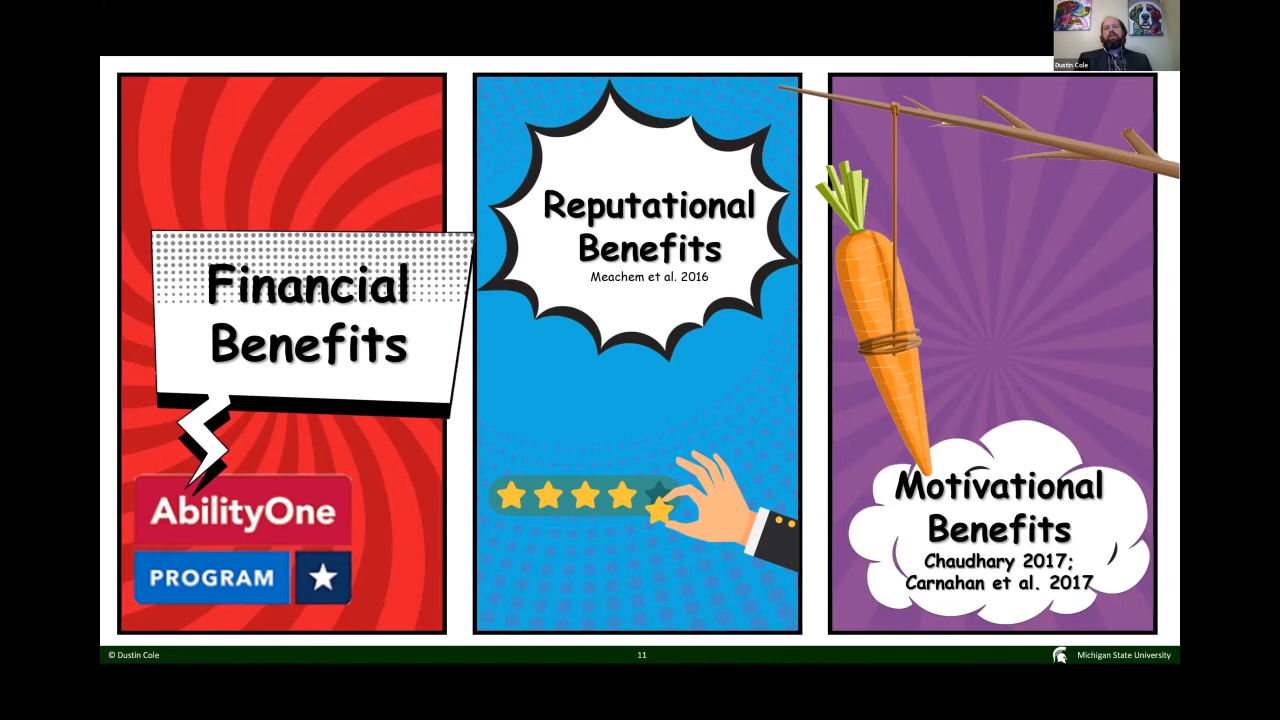 Dustin Cole
Financial
Benefits
AbilityOne
PROGRAM
Reputational
Benefits
Meachem et al. 2016
Motivational
Benefits
Chaudhary 2017;
Carnahan et al. 2017
© Dustin Cole
11
Michigan State University